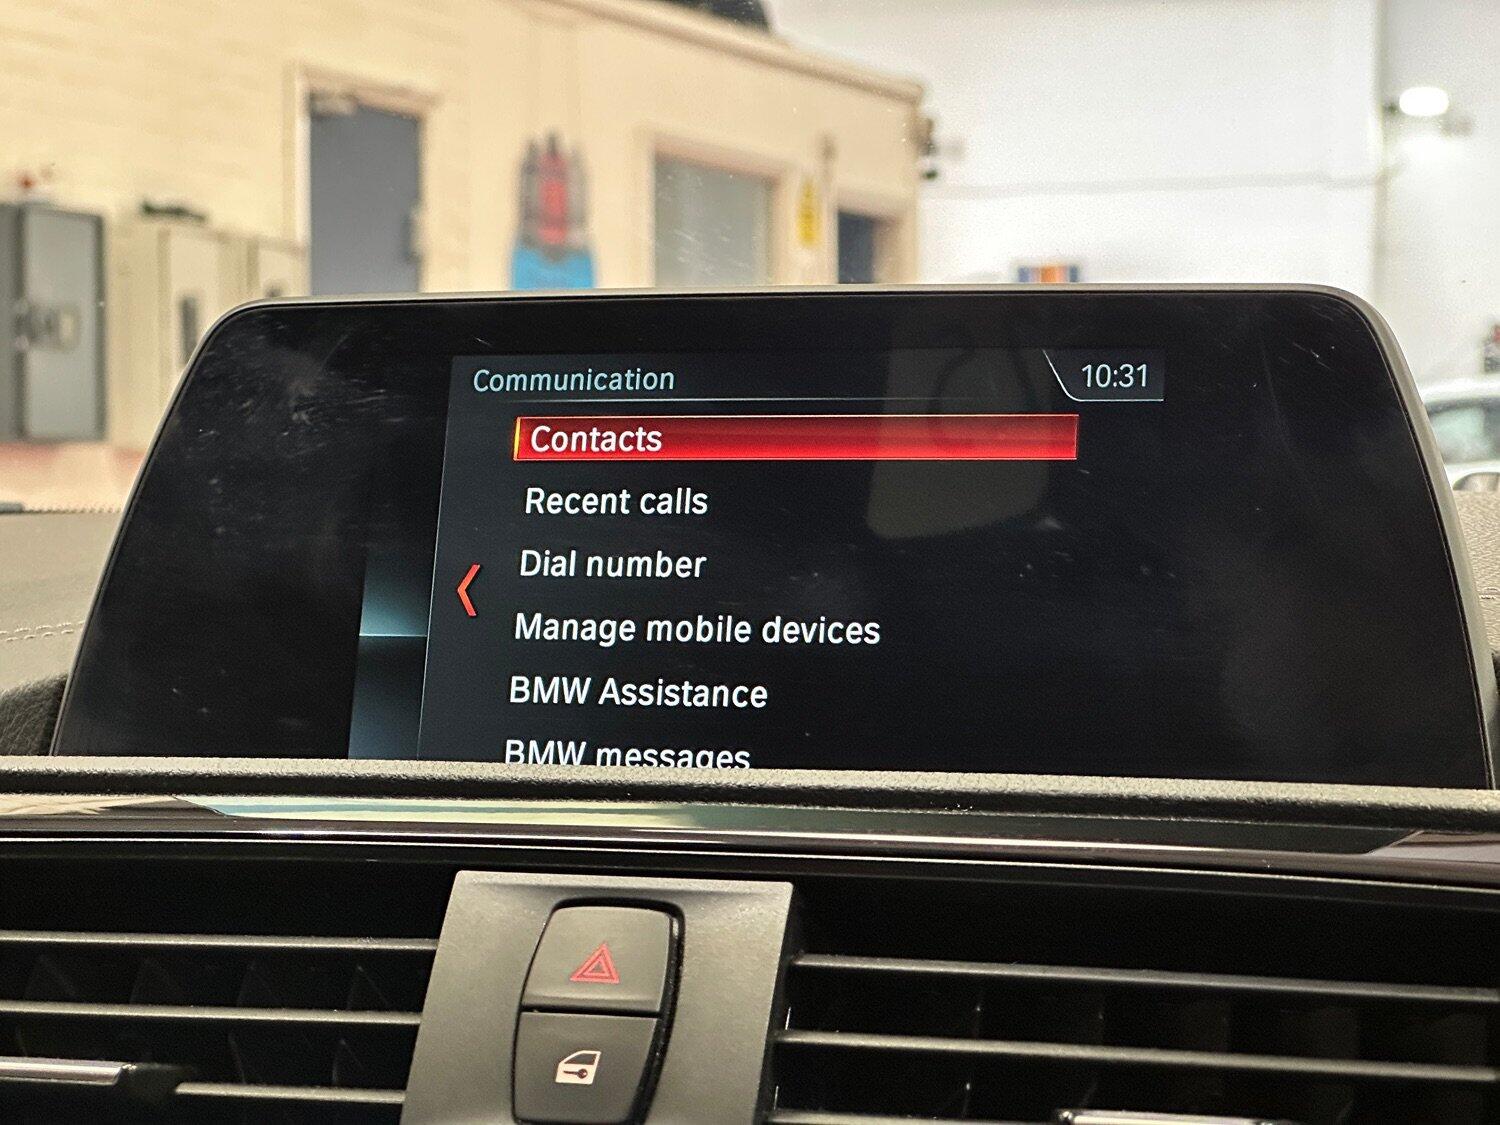 Communication
10:31
Contacts
Recent calls
Dial number
Manage mobile devices
BMW Assistance
BMW messages